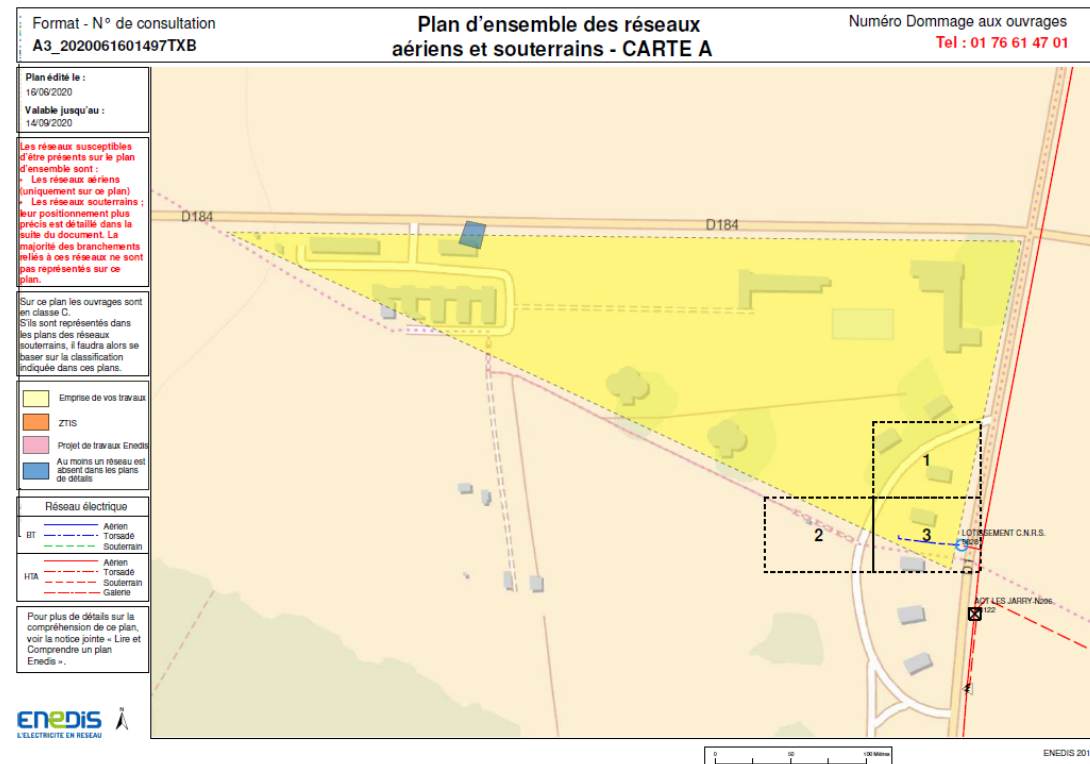 Format - N° de consultation
A3_2020061601497TXB
Plan d'ensemble des réseaux
aériens et souterrains - CARTE A
Numéro Dommage aux ouvrages
Tel : 01 76 61 47 01
Plan édité le :
16/06/2020
Valable jusqu'au :
14/09/2020
Les réseaux susceptibles
d'être présents sur le plan
d'ensemble sont :
- Les réseaux aériens
(uniquement sur ce plan)
• Les réseaux souterrains ;
leur positionnement plus
précis est détaillé dans la
suite du document. La
majorité des branchements
reliés à ces réseaux ne sont
pas représentés sur ce
plan.
Sur ce plan les ouvrages sont
en classe C.
S'ils sont représentés dans
les plans des réseaux
souterrains, il faudra alors se
baser sur la classification
indiquée dans ces plans.
Emprise de vos travaux
ZTIS
Projet de travaux Enedis
Au moins un réseau est
absent dans les plans
de détails
Réseau électrique
BT
Aérien
Torsadé
Souterrain
HTA
Aérien
Torsadé
Souterrain
Galerie
Pour plus de détails sur la
compréhension de ce plan,
voir la notice jointe « Lire et
Comprendre un plan
Enedis ».
ENEDIS
L'ELECTRICITE EN RESEAU
N
D184
D184
1
2
3
LOTISSEMENT C.N.R.S.
ACT LES JARRY-N206
0 50 100 Mètres
ENEDIS 201